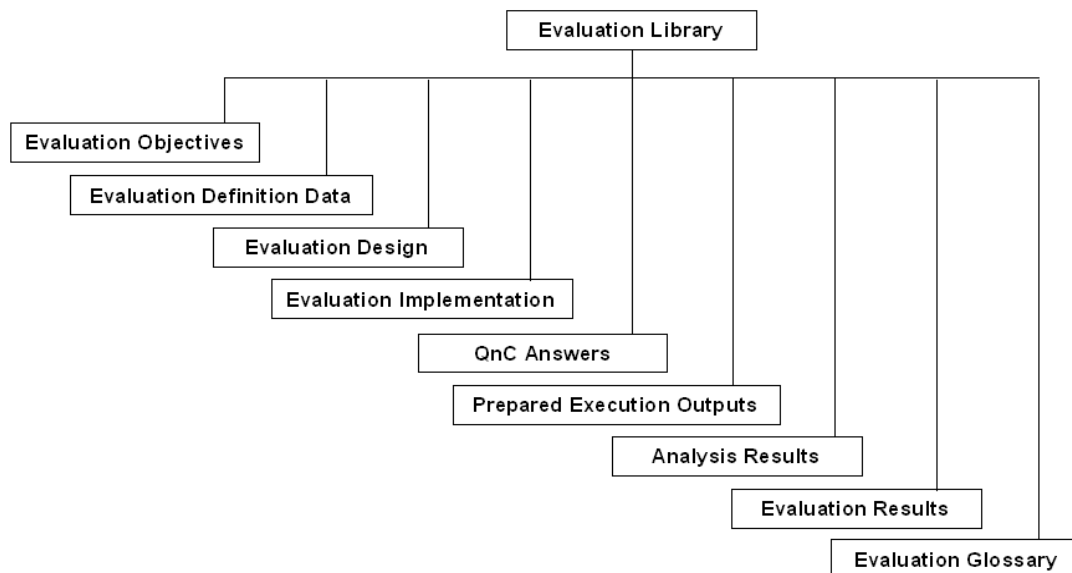 Evaluation Library
Evaluation Objectives
Evaluation Definition Data
Evaluation Design
Evaluation Implementation
QnC Answers
Prepared Execution Outputs
Analysis Results
Evaluation Results
Evaluation Glossary